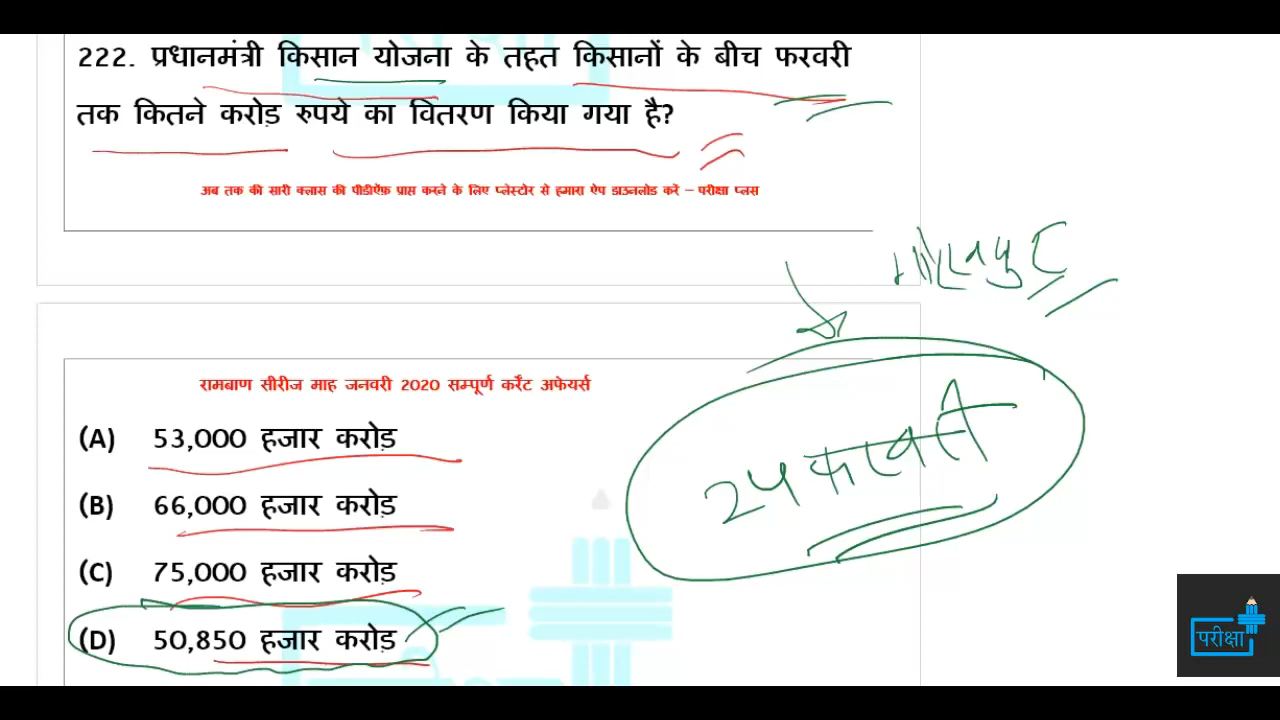 222. प्रधानमंत्री किसान योजना के तहत किसानों के बीच फरवरी
तक कितने करोड़ रुपये का वितरण किया गया है?
अब तक की सारी क्लास की पीडीऍफ़ प्राप्त करने के लिए प्लेस्टोर से हमारा ऐप डाउनलोड करें – परीक्षा प्लस
रामबाण सीरीज माह जनवरी 2020 सम्पूर्ण करेंट अफेयर्स
(A) 53,000 हजार करोड़
(B) 66,000 हजार करोड़
(C) 75,000 हजार करोड़
(D) 50,850 हजार करोड़
24 फरवरी
परीक्षा